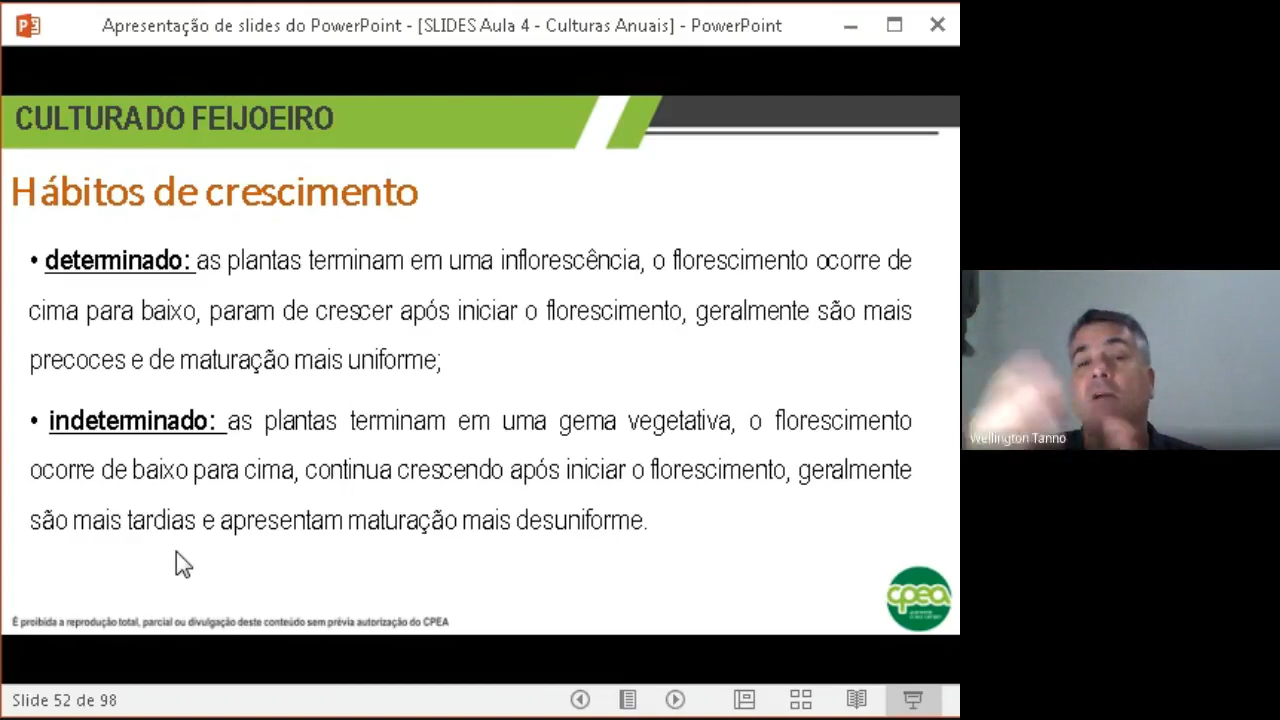 Apresentação de slides do PowerPoint - [SLIDES Aula 4 - Culturas Anuais] - PowerPoint
CULTURA DO FEIJOEIRO
Hábitos de crescimento
• determinado: as plantas terminam em uma inflorescência, o florescimento ocorre de
cima para baixo, param de crescer após iniciar o florescimento, geralmente são mais
precoces e de maturação mais uniforme;
• indeterminado: as plantas terminam em uma gema vegetativa, o florescimento
ocorre de baixo para cima, continua crescendo após iniciar o florescimento, geralmente
são mais tardias e apresentam maturação mais desuniforme.
Wellington Tanno
cpea
É proibida a reprodução total, parcial ou divulgação deste conteúdo sem prévia autorização do CPEA
Slide 52 de 98